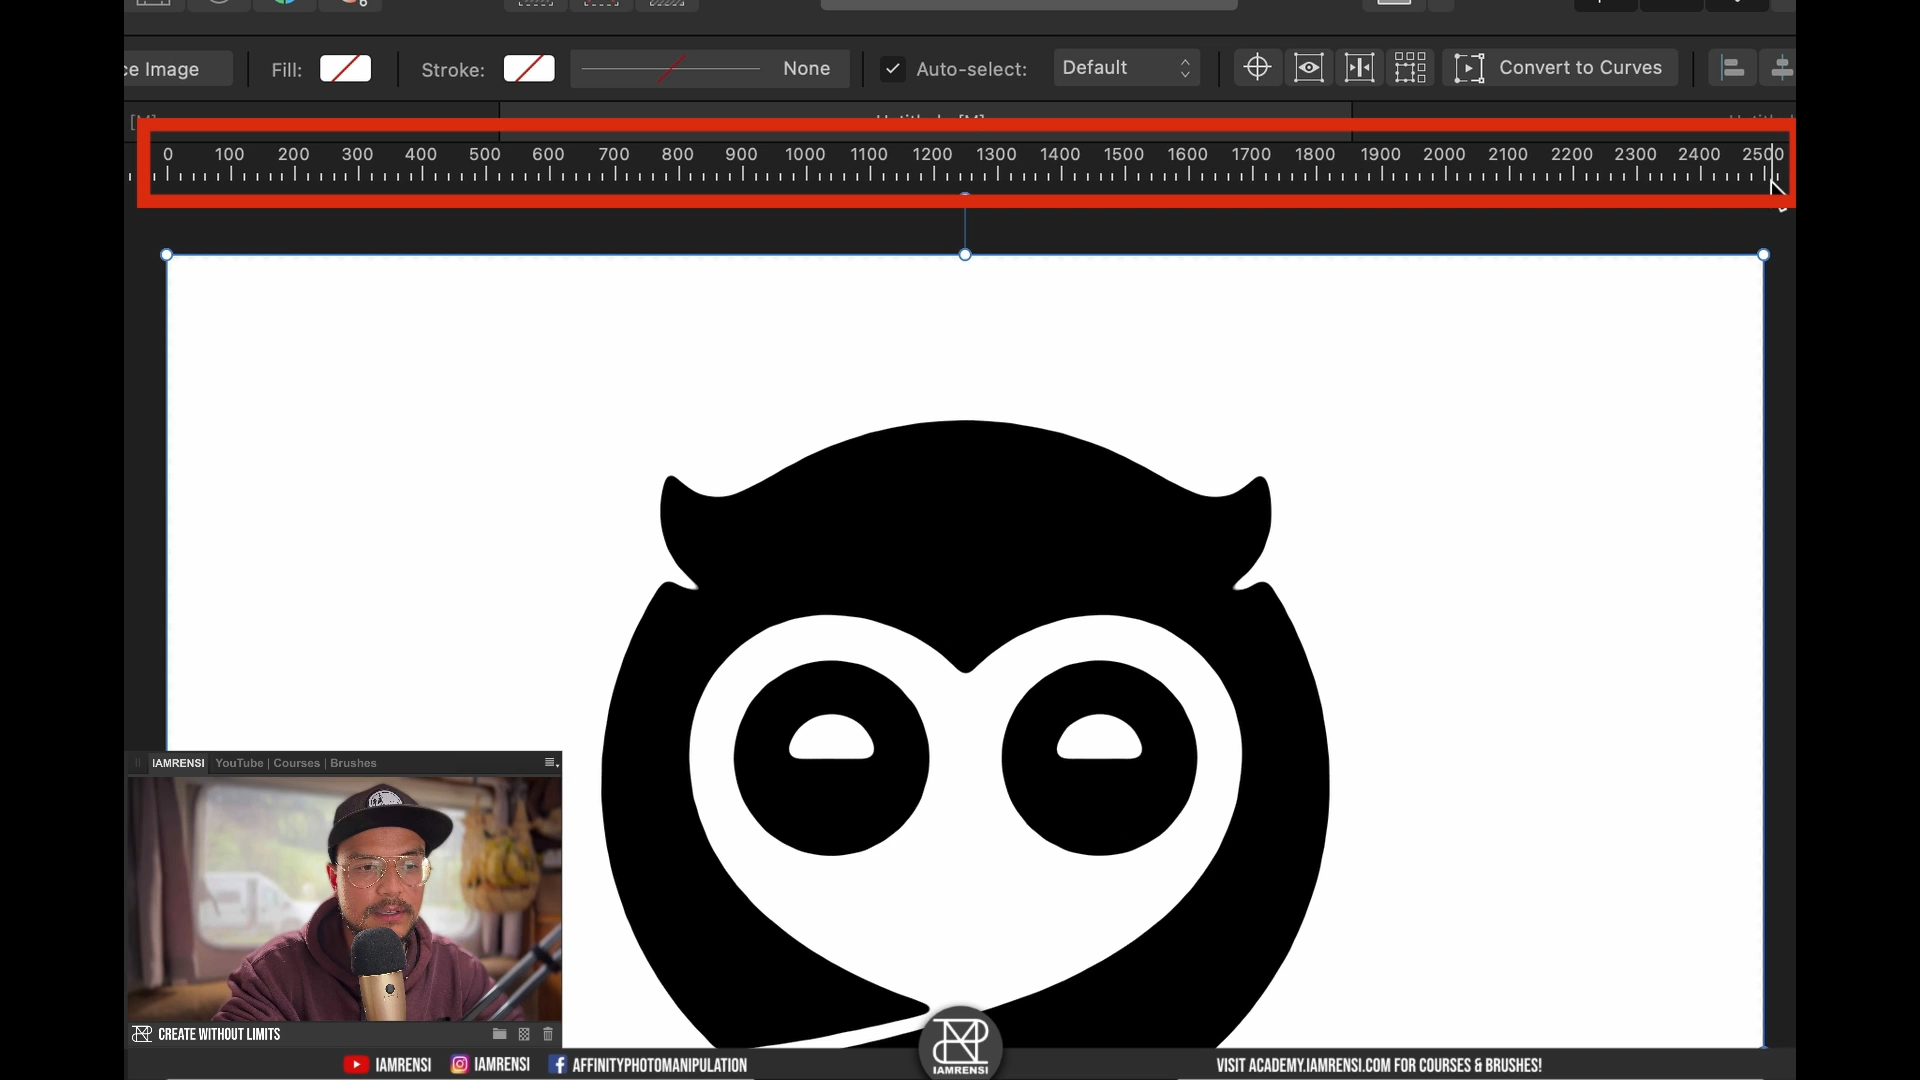 ce Image Fill: Stroke: None Auto-select: Default Convert to Curves
0 100 200 300 400 500 600 700 800 900 1000 1100 1200 1300 1400 1500 1600 1700 1800 1900 2000 2100 2200 2300 2400 2500
IAMRENSI YouTube | Courses | Brushes
CREATE WITHOUT LIMITS
IAMRENSI IAMRENSI AFFINITYPHOTOMANIPULATION IAMRENSI VISIT ACADEMY.IAMRENSI.COM FOR COURSES & BRUSHES!